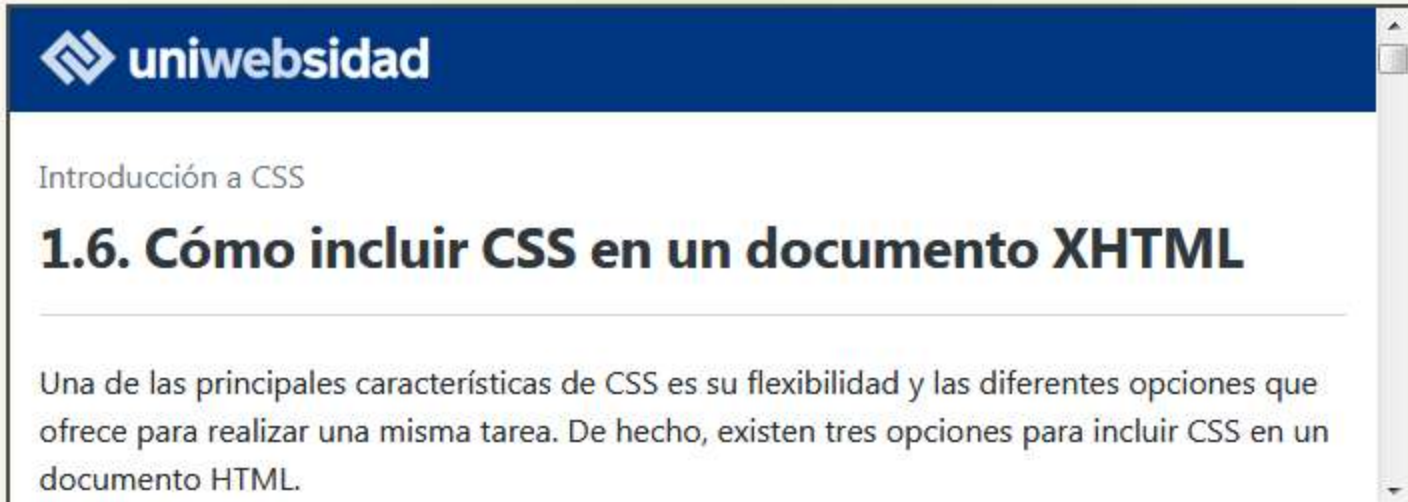 uniwebsidad
Introducción a CSS
1.6. Cómo incluir CSS en un documento XHTML
Una de las principales características de CSS es su flexibilidad y las diferentes opciones que
ofrece para realizar una misma tarea. De hecho, existen tres opciones para incluir CSS en un
documento HTML.